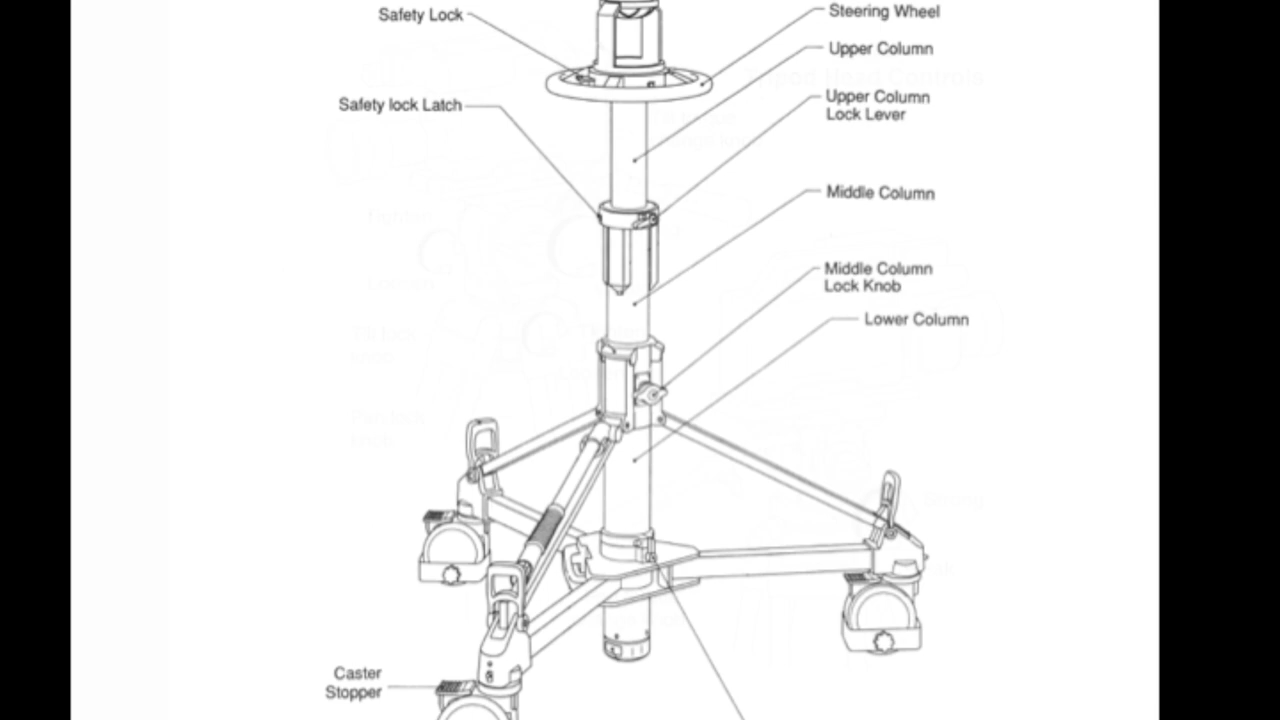 Safety Lock
Steering Wheel
Upper Column
Safety lock Latch
Upper Column
Lock Lever
Middle Column
Middle Column
Lock Knob
Lower Column
Caster
Stopper